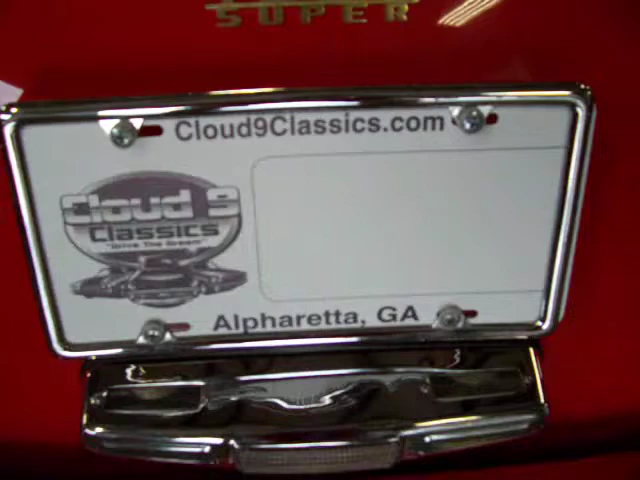 SUPER
Cloud9Classics.com
Cloud 9
Classics
"Drive The Dream"
Alpharetta, GA